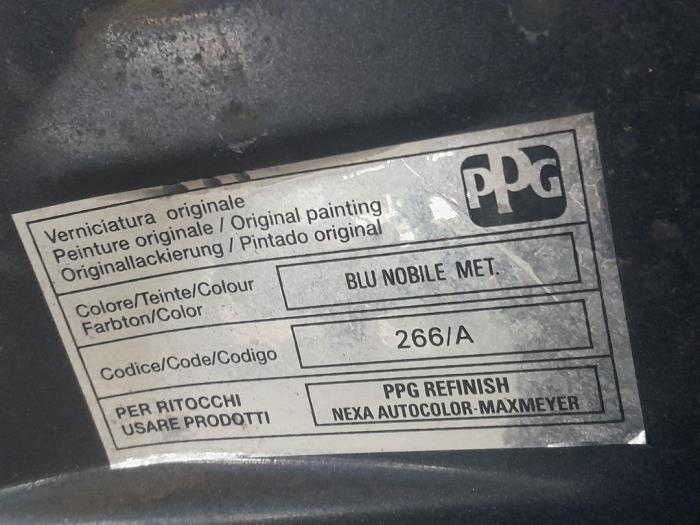 Verniciatura originale
Peinture originale / Original painting
Originallackierung / Pintado original
PPG
Colore/Teinte/Colour
Farbton/Color
BLU NOBILE MET.
Codice/Code/Codigo
266/A
PER RITOCCHI
USARE PRODOTTI
PPG REFINISH
NEXA AUTOCOLOR-MAXMEYER